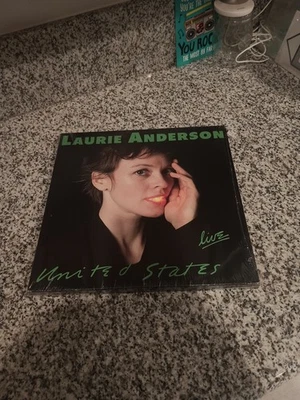 YOU ROCK
LAURIE ANDERSON
live
United States